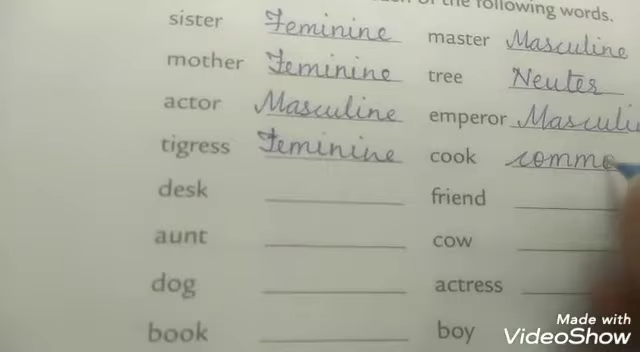 of the following words.
sister Feminine master Masculine
mother Feminine tree Neuter
actor Masculine emperor Masculi
tigress Feminine cook commo
desk friend
aunt cow
dog actress
book boy
Made with
VideoShow